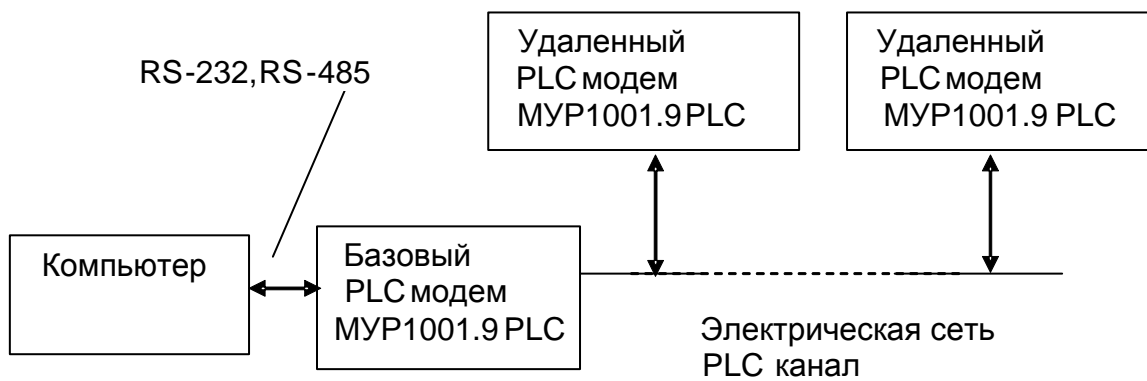 RS-232,RS-485
Удаленный
PLC модем
МУР1001.9 PLC
Удаленный
PLC модем
МУР1001.9 PLC
Компьютер
Базовый
PLC модем
МУР1001.9 PLC
Электрическая сеть
PLC канал